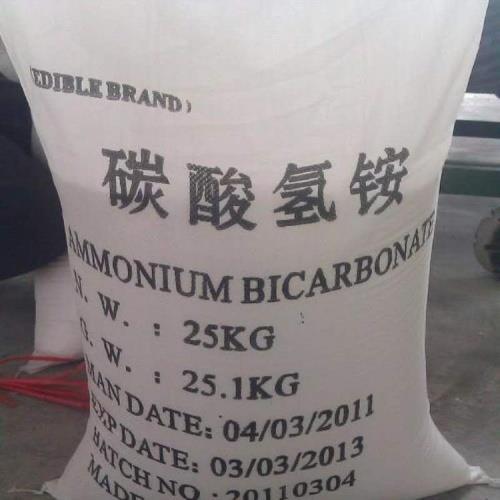 (EDIBLE BRAND)
碳酸氢铵
AMMONIUM BICARBONATE
N. W. : 25KG
G. W. : 25.1KG
MAN DATE: 04/03/2011
EXP DATE: 03/03/2013
BATCH NO : 20110304
MADE